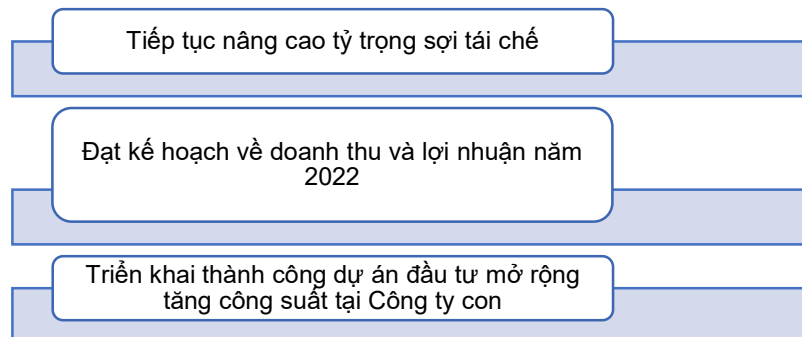 Tiếp tục nâng cao tỷ trọng sợi tái chế
Đạt kế hoạch về doanh thu và lợi nhuận năm
2022
Triển khai thành công dự án đầu tư mở rộng
tăng công suất tại Công ty con